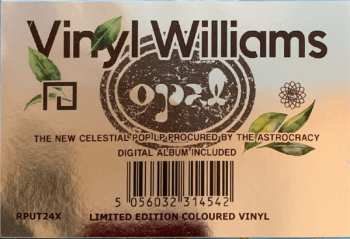 Vinyl Williams
opal
THE NEW CELESTIAL POP LP PROCURED BY THE ASTROCRACY
DIGITAL ALBUM INCLUDED
5 056032 314542
RPUT24X LIMITED EDITION COLOURED VINYL